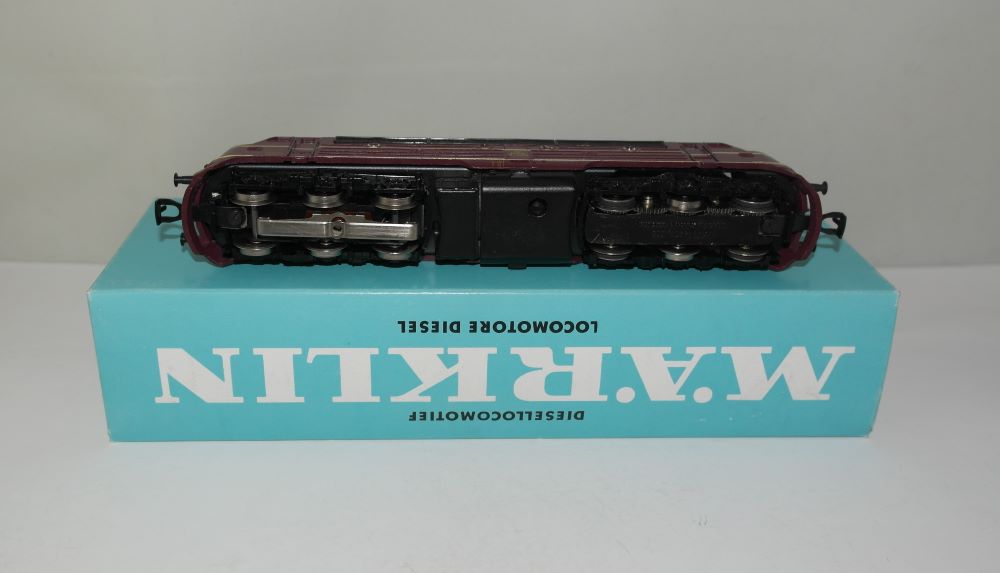 DIESELLOCOMOTIEF
MÄRKLIN
LOCOMOTORE DIESEL